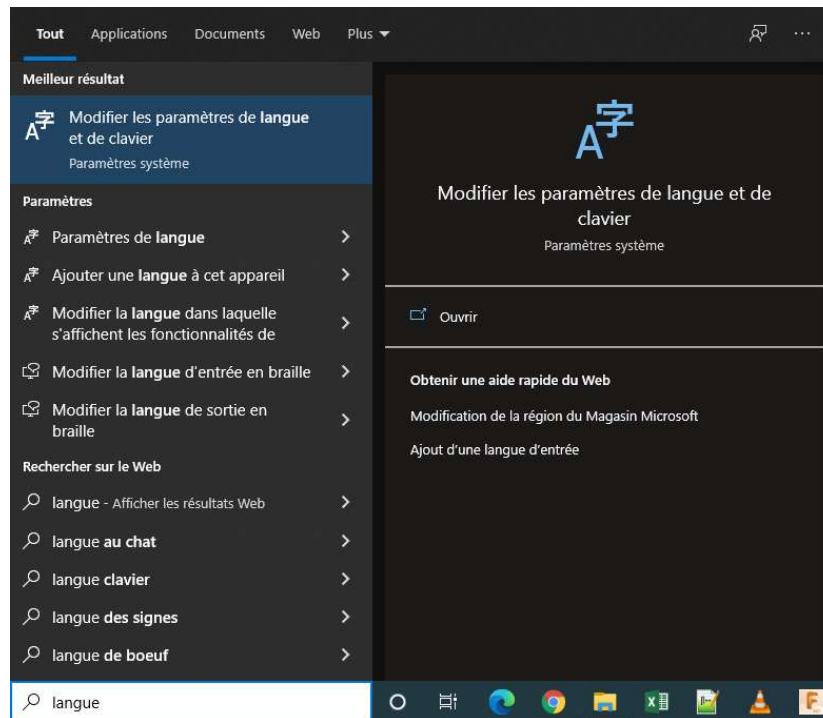 Tout Applications Documents Web Plus
Meilleur résultat
Modifier les paramètres de langue
et de clavier
Paramètres système
Paramètres
Paramètres de langue
Ajouter une langue à cet appareil
Modifier la langue dans laquelle
s'affichent les fonctionnalités de
Modifier la langue d'entrée en braille
Modifier la langue de sortie en
braille
Rechercher sur le Web
langue - Afficher les résultats Web
langue au chat
langue clavier
langue des signes
langue de boeuf
langue
Modifier les paramètres de langue et de
clavier
Paramètres système
Ouvrir
Obtenir une aide rapide du Web
Modification de la région du Magasin Microsoft
Ajout d'une langue d'entrée